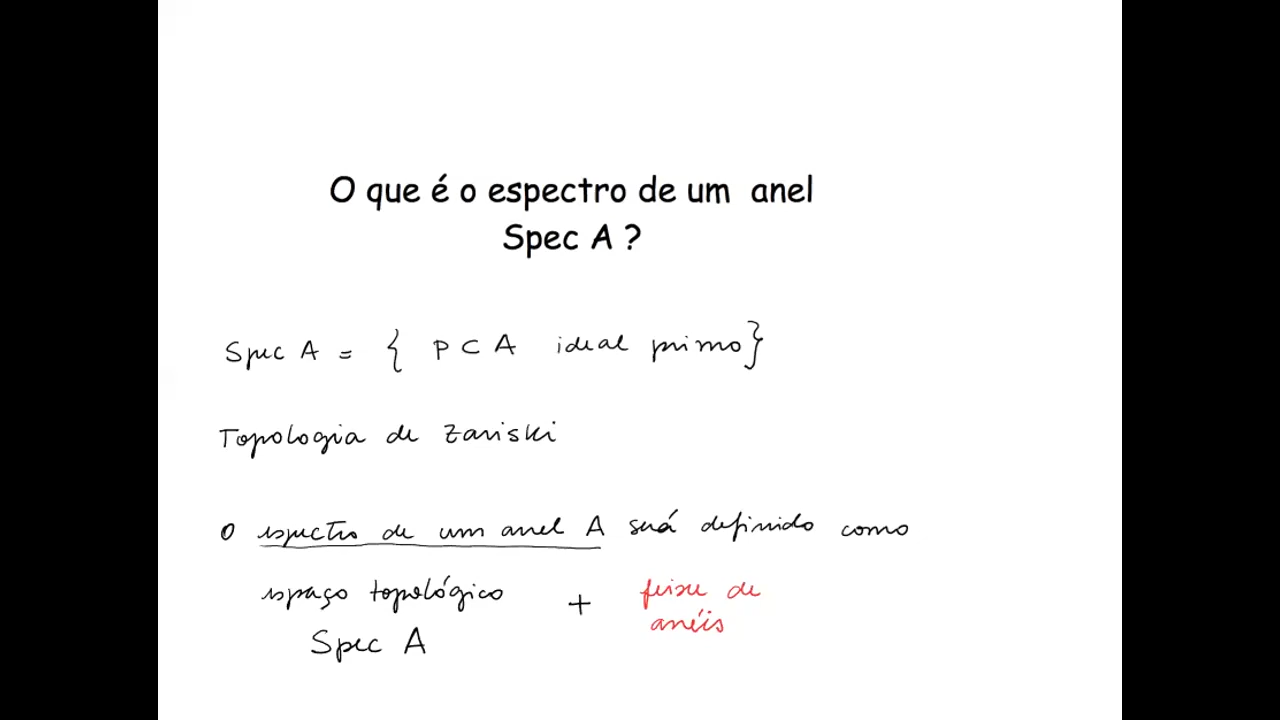 O que é o espectro de um anel
Spec A ?
Spec A = { P ⊂ A ideal primo}
Topologia de Zariski
O espectro de um anel A será definido como
espaço topológico + feixe de
anéis
Spec A